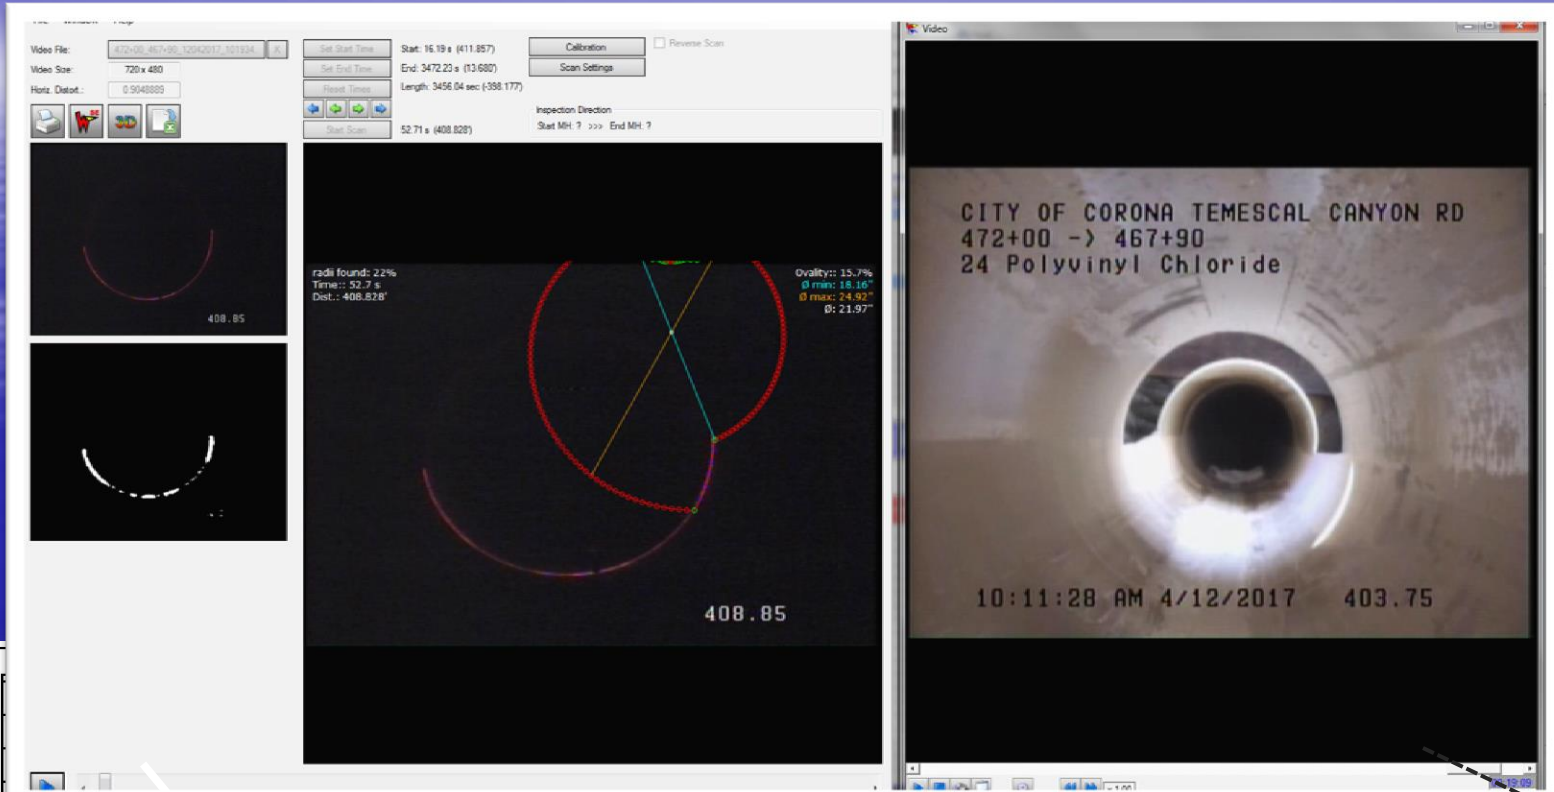 Video
Video File:
472+00_467+90_12042017_101934
X
Video Size:
720 x 480
Horiz. Distort.:
0.9048889
3D
Set Start Time
Start: 16.19 s (411.857')
Set End Time
End: 3472.23 s (13.680')
Reset Times
Length: 3456.04 sec (-398.177')
Start Scan
52.71 s (408.828')
Calibration
Reverse Scan
Scan Settings
Inspection Direction
Start MH: ? >>> End MH: ?
408.85
radii found: 22%
Time:: 52.7 s
Dist.: 408.828'
Ovality:: 15.7%
Ø min: 18.16"
Ø max: 24.92"
Ø: 21.97"
408.85
CITY OF CORONA TEMESCAL CANYON RD
472+00 -> 467+90
24 Polyvinyl Chloride
10:11:28 AM 4/12/2017 403.75